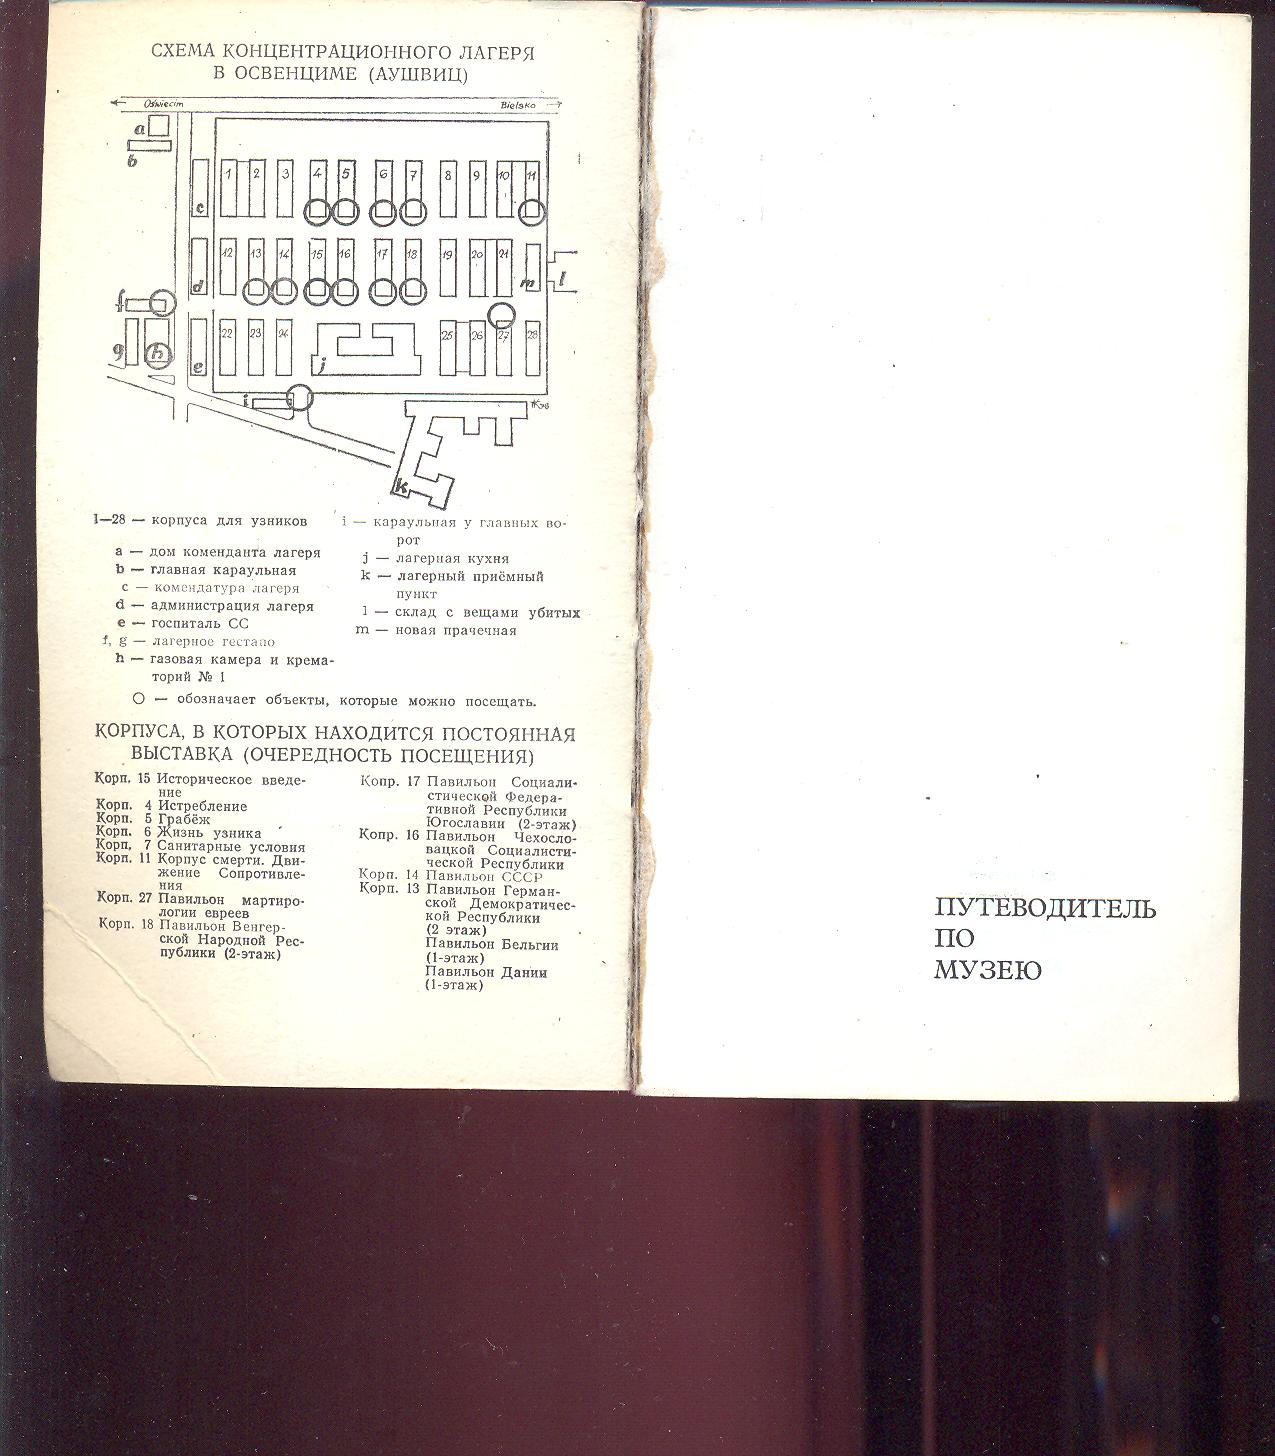 СХЕМА КОНЦЕНТРАЦИОННОГО ЛАГЕРЯ
В ОСВЕНЦИМЕ (АУШВИЦ)
Oświęcim
Bielsko
a
b
c
1 2 3 4 5 6 7 8 9 10 11
d
12 13 14 15 16 17 18 19 20 21
m
l
f
g
h
e
22 23 24
j
25 26 27 28
i
k
1—28 — корпуса для узников
a — дом коменданта лагеря
b — главная караульная
c — комендатура лагеря
d — администрация лагеря
e — госпиталь СС
f, g — лагерное гестапо
h — газовая камера и крема-
торий № 1
i — караульная у главных во-
рот
j — лагерная кухня
k — лагерный приёмный
пункт
l — склад с вещами убитых
m — новая прачечная
O — обозначает объекты, которые можно посещать.
КОРПУСА, В КОТОРЫХ НАХОДИТСЯ ПОСТОЯННАЯ
ВЫСТАВКА (ОЧЕРЕДНОСТЬ ПОСЕЩЕНИЯ)
Корп. 15 Историческое введе-
ние
Корп. 4 Истребление
Корп. 5 Грабёж
Корп. 6 Жизнь узника
Корп. 7 Санитарные условия
Корп. 11 Корпус смерти. Дви-
жение Сопротивле-
ния
Корп. 27 Павильон мартиро-
логии евреев
Корп. 18 Павильон Венгер-
ской Народной Рес-
публики (2-этаж)
Копр. 17 Павильон Социали-
стической Федера-
тивной Республики
Югославии (2-этаж)
Копр. 16 Павильон Чехосло-
вацкой Социалисти-
ческой Республики
Корп. 14 Павильон СССР
Корп. 13 Павильон Герман-
ской Демократичес-
кой Республики
(2 этаж)
Павильон Бельгии
(1-этаж)
Павильон Дании
(1-этаж)
ПУТЕВОДИТЕЛЬ
ПО
МУЗЕЮ